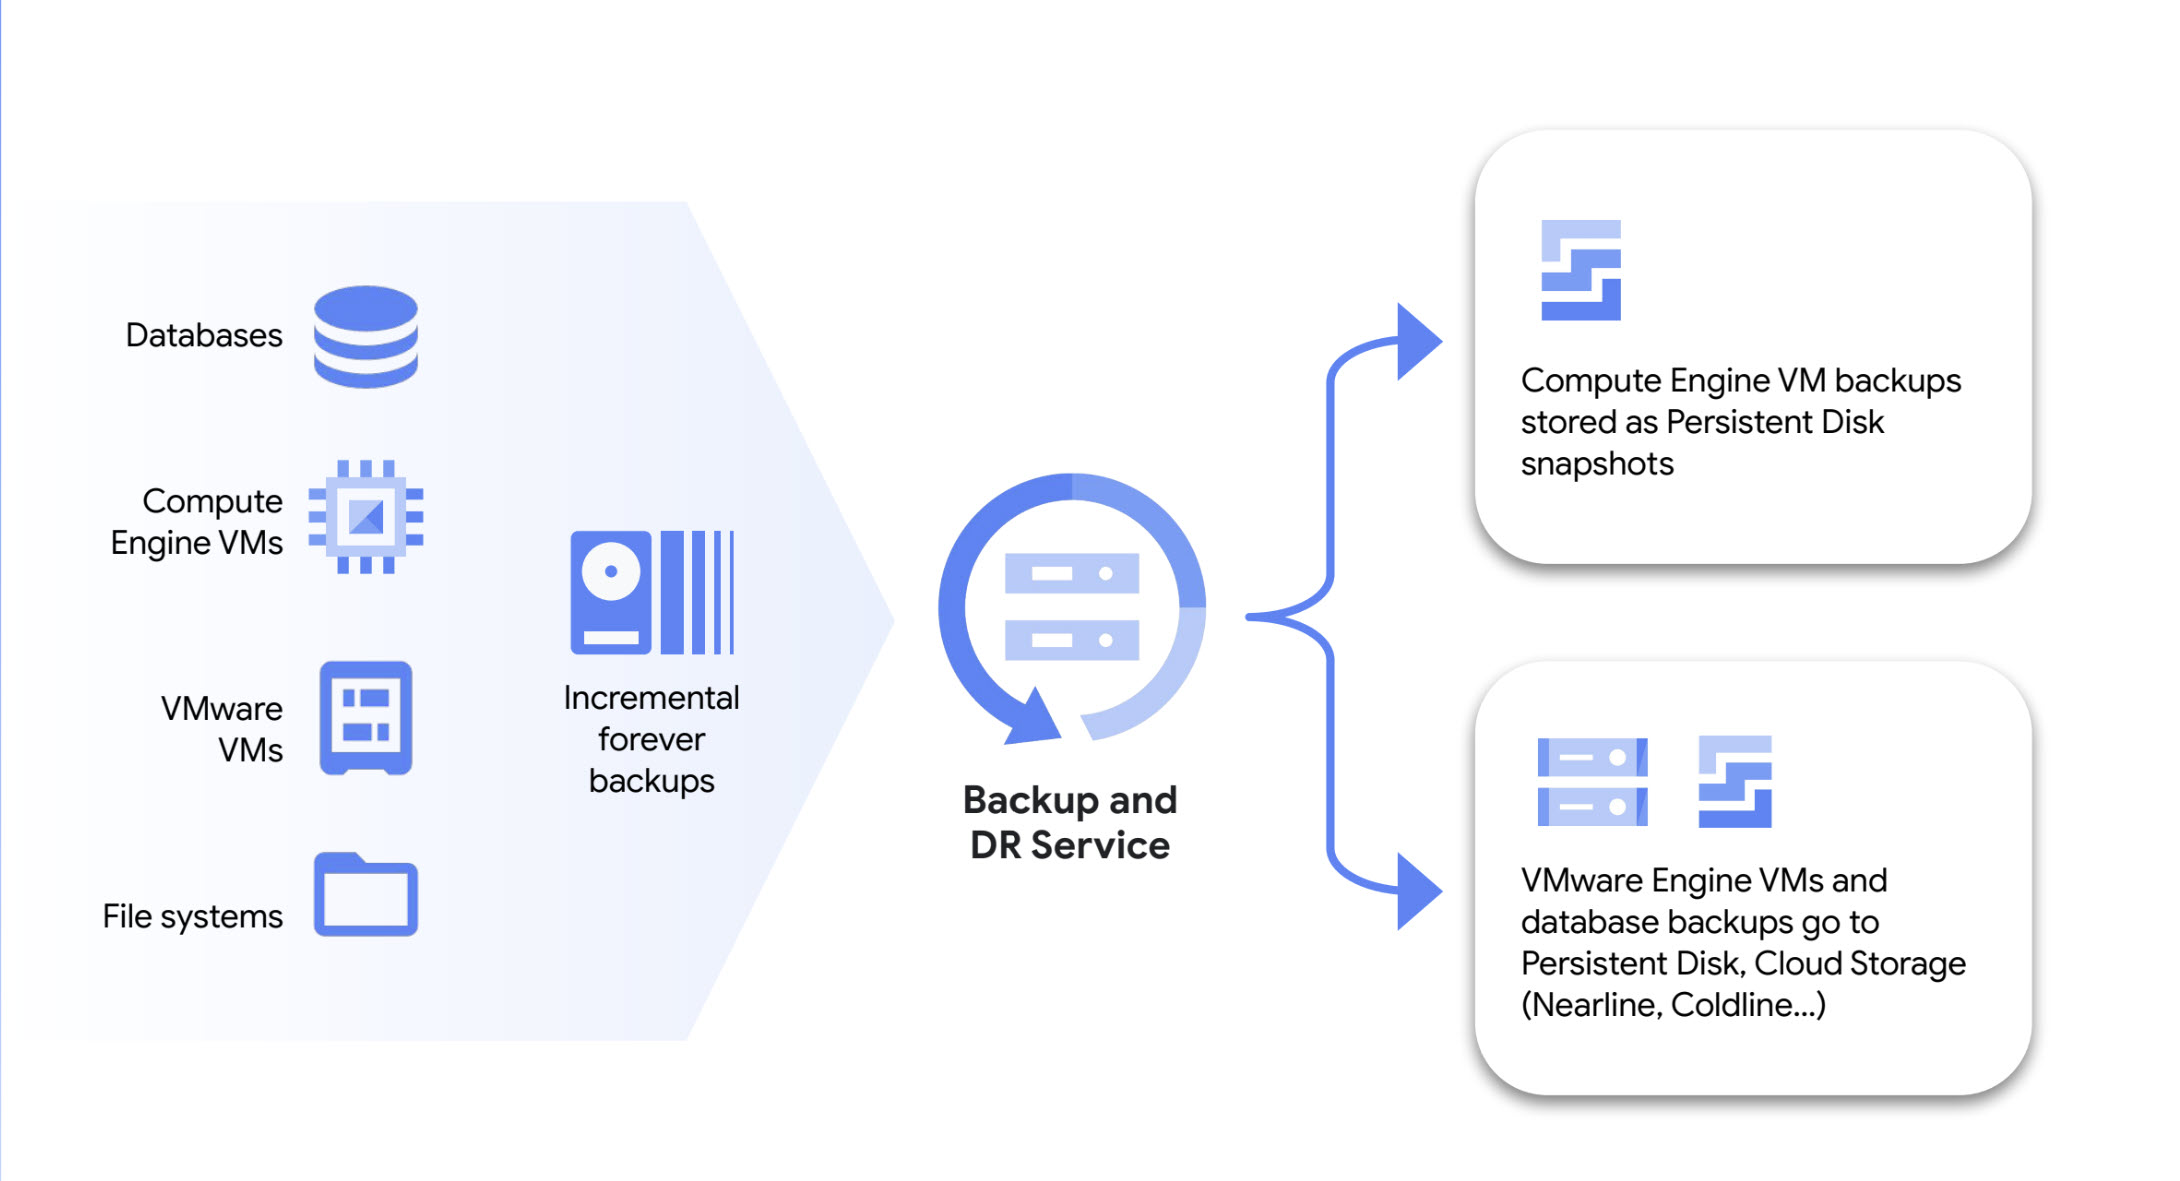 Databases
Compute
Engine VMs
VMware
VMs
File systems
Incremental
forever
backups
Backup and
DR Service
Compute Engine VM backups
stored as Persistent Disk
snapshots
VMware Engine VMs and
database backups go to
Persistent Disk, Cloud Storage
(Nearline, Coldline...)